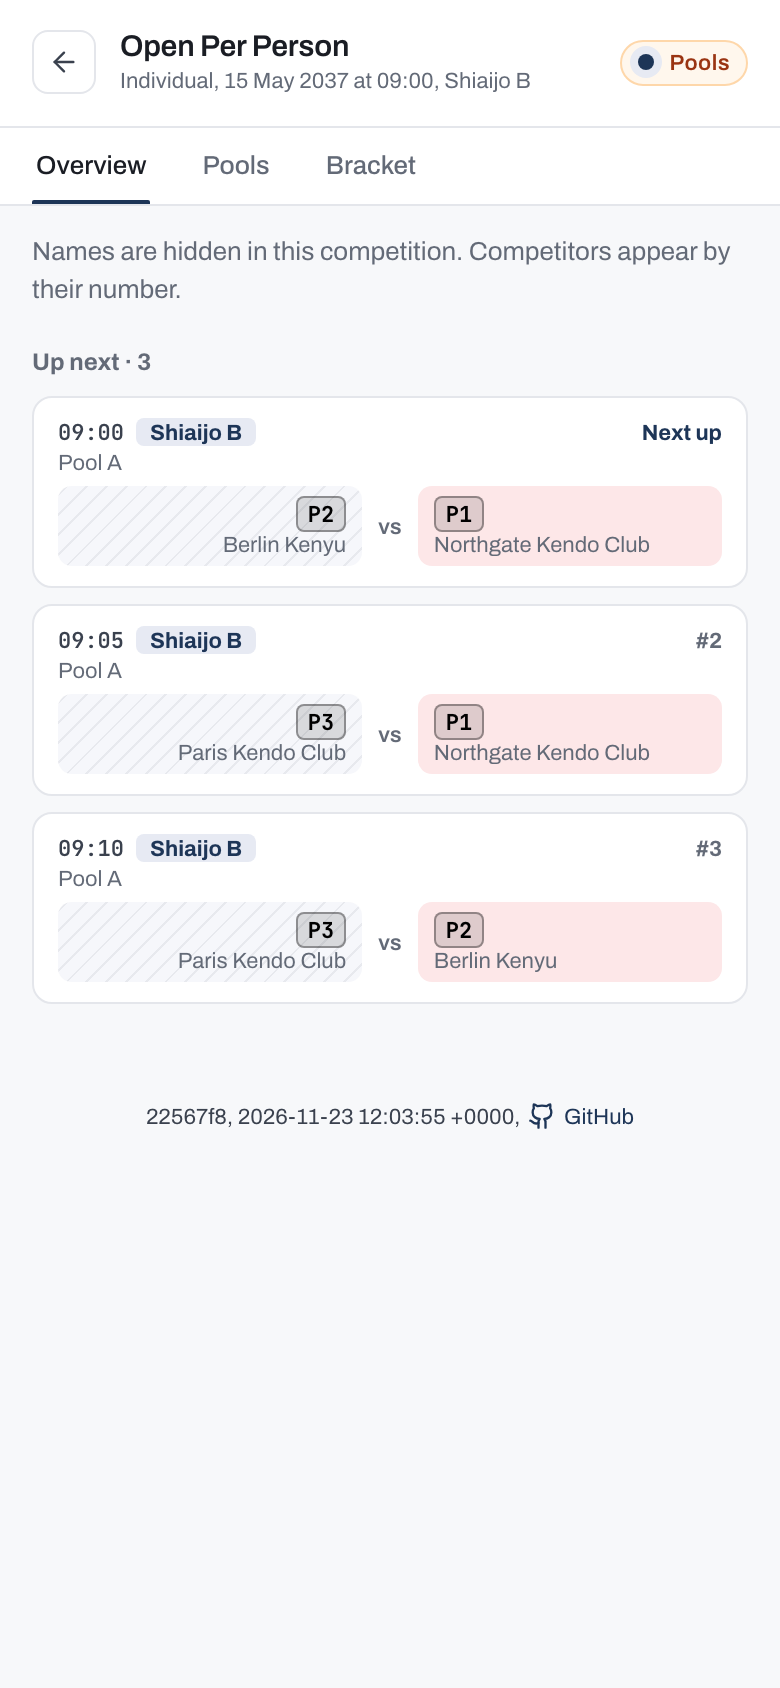 Open Per Person
Individual, 15 May 2037 at 09:00, Shiaijo B
Pools
Overview
Pools
Bracket
Names are hidden in this competition. Competitors appear by
their number.
Up next · 3
09:00 Shiaijo B Next up
Pool A
P2 vs P1
Berlin Kenyu Northgate Kendo Club
09:05 Shiaijo B #2
Pool A
P3 vs P1
Paris Kendo Club Northgate Kendo Club
09:10 Shiaijo B #3
Pool A
P3 vs P2
Paris Kendo Club Berlin Kenyu
22567f8, 2026-11-23 12:03:55 +0000, GitHub